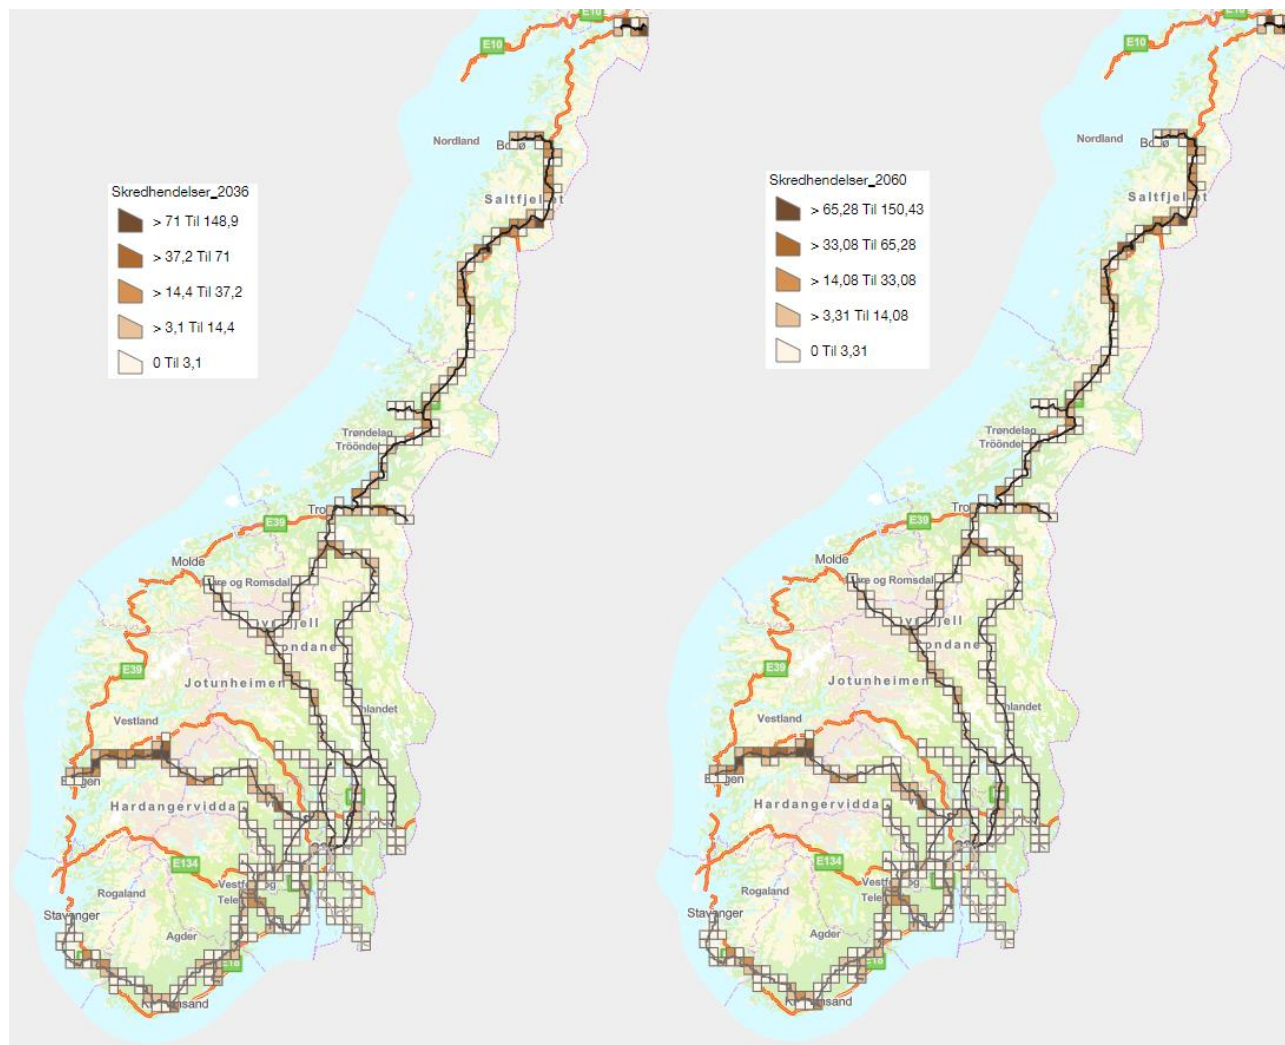 E10
E10
Nordland
Saltfjellet
Skredhendelser_2036
> 71 Til 148,9
> 37,2 Til 71
> 14,4 Til 37,2
> 3,1 Til 14,4
0 Til 3,1
Trøndelag
E39
Molde
og Romsdal
E39
Jotunheimen
Vestland
Hardangervidda
E134
Rogaland
Agder
E10
E10
Nordland
Saltfjellet
Skredhendelser_2060
> 65,28 Til 150,43
> 33,08 Til 65,28
> 14,08 Til 33,08
> 3,31 Til 14,08
0 Til 3,31
Trøndelag
E39
Molde
og Romsdal
E39
Jotunheimen
Vestland
Hardangervidda
E134
Rogaland
Agder